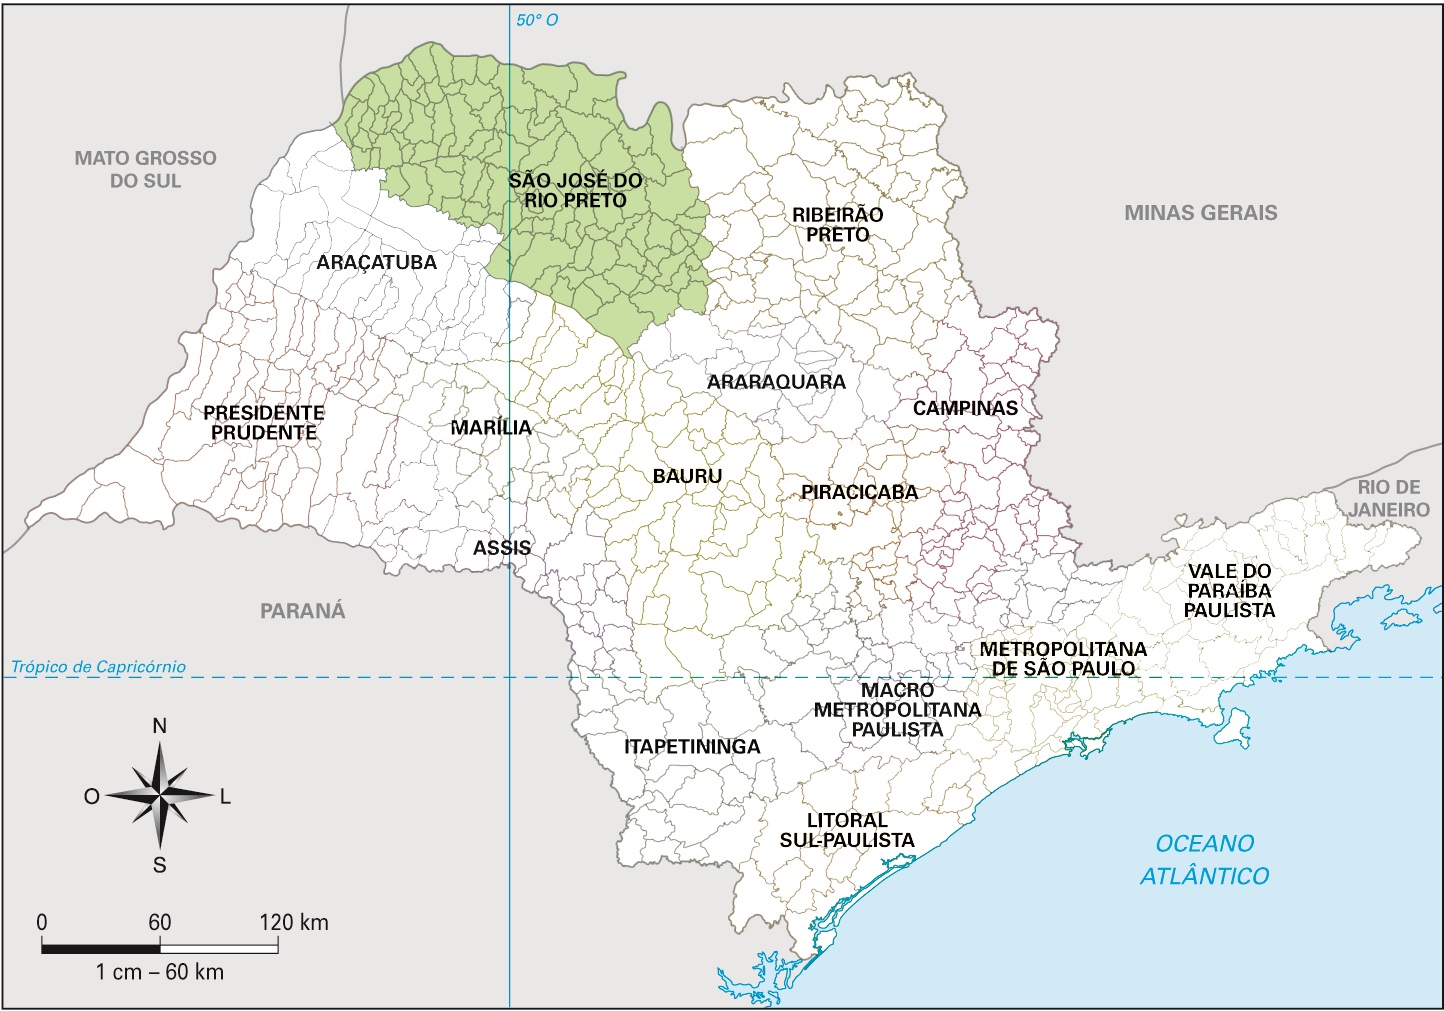 50° O
MATO GROSSO
DO SUL
SÃO JOSÉ DO
RIO PRETO
RIBEIRÃO
PRETO
MINAS GERAIS
ARAÇATUBA
ARARAQUARA
CAMPINAS
PRESIDENTE
PRUDENTE
MARÍLIA
BAURU
PIRACICABA
RIO DE
JANEIRO
ASSIS
VALE DO
PARAÍBA
PAULISTA
PARANÁ
METROPOLITANA
DE SÃO PAULO
Trópico de Capricórnio
MACRO
METROPOLITANA
PAULISTA
ITAPETININGA
N
O
L
S
LITORAL
SUL-PAULISTA
OCEANO
ATLÂNTICO
0 60 120 km
1 cm – 60 km